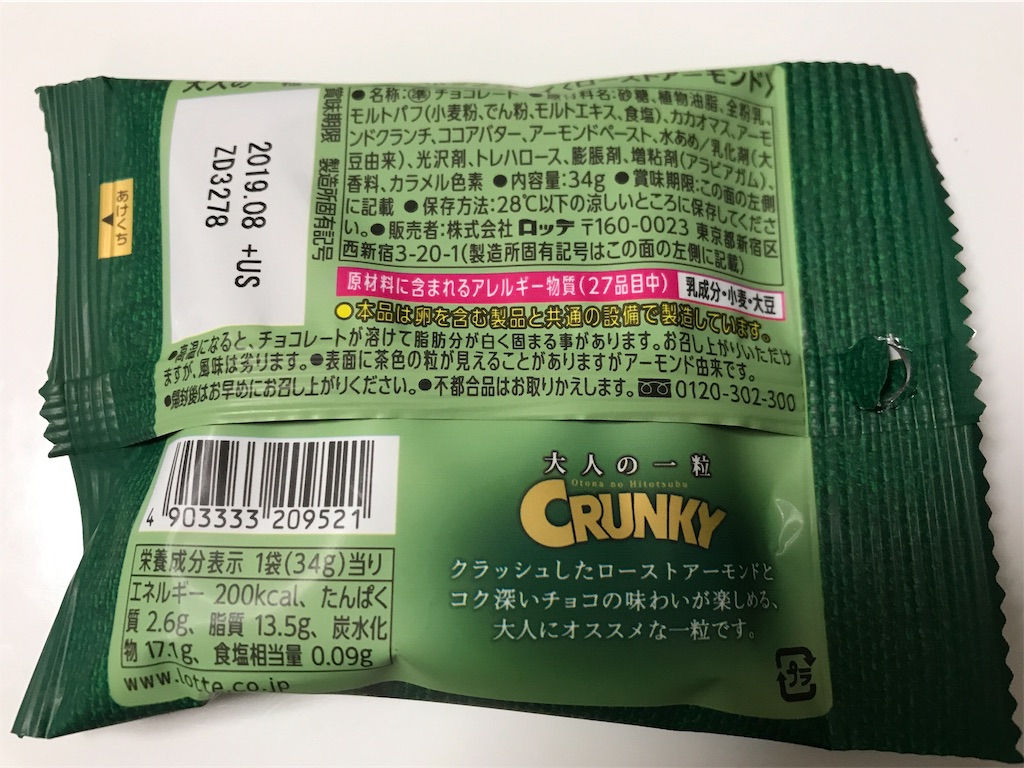 ーストアーモンド〉
●名称:準チョコレート
料名:砂糖、植物油脂、全粉乳、
モルトパフ(小麦粉、でん粉、モルトエキス、食塩)、カカオマス、アーモ
ンドクランチ、ココアバター、アーモンドペースト、水あめ/乳化剤(大
豆由来)、光沢剤、トレハロース、膨脹剤、増粘剤(アラビアガム)、
香料、カラメル色素 ●内容量:34g ●賞味期限:この面の左側
に記載 ●保存方法:28℃以下の涼しいところに保存してくださ
い。●販売者:株式会社 ロッテ 〒160-0023 東京都新宿区
西新宿3-20-1(製造所固有記号はこの面の左側に記載)
賞味期限 製造所固有記号
2019.08 +US
ZD3278
あけくち
原材料に含まれるアレルギー物質(27品目中) 乳成分・小麦・大豆
●本品は卵を含む製品と共通の設備で製造しています。
●高温になると、チョコレートが溶けて脂肪分が白く固まる事があります。お召し上がりいただけ
ますが、風味は劣ります。●表面に茶色の粒が見えることがありますがアーモンド由来です。
●開封後はお早めにお召し上がりください。●不都合品はお取りかえします。 0120-302-300
4 903333 209521
栄養成分表示 1袋(34g)当り
エネルギー 200kcal、たんぱく
質 2.6g、脂質 13.5g、炭水化
物 17.1g、食塩相当量 0.09g
www.lotte.co.jp
大人の一粒
Otona no Hitotsubu
CRUNKY
クラッシュしたローストアーモンドと
コク深いチョコの味わいが楽しめる、
大人にオススメな一粒です。
プラ